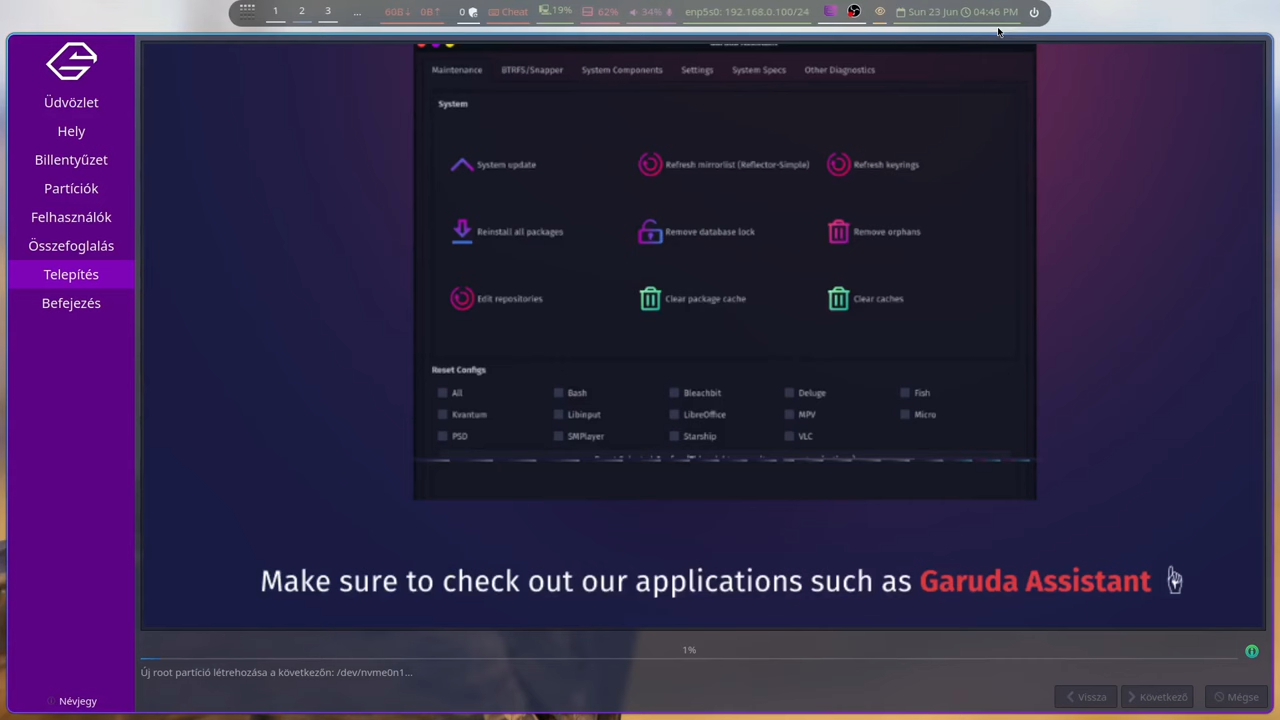 1 2 3 ... 60B↓ 0B↑ 0 Cheat 19% 62% 34% enp5s0: 192.168.0.100/24 Sun 23 Jun 04:46 PM
Üdvözlet
Hely
Billentyűzet
Partíciók
Felhasználók
Összefoglalás
Telepítés
Befejezés
Névjegy
Maintenance BTRFS/Snapper System Components Settings System Specs Other Diagnostics
System
System update Refresh mirrorlist (Reflector-Simple) Refresh keyrings
Reinstall all packages Remove database lock Remove orphans
Edit repositories Clear package cache Clear caches
Reset Configs
All Bash Bleachbit Deluge Fish
Kvantum Libinput LibreOffice MPV Micro
PSD SMPlayer Starship VLC
Make sure to check out our applications such as Garuda Assistant
1%
Új root partíció létrehozása a következőn: /dev/nvme0n1...
Vissza Következő Mégse